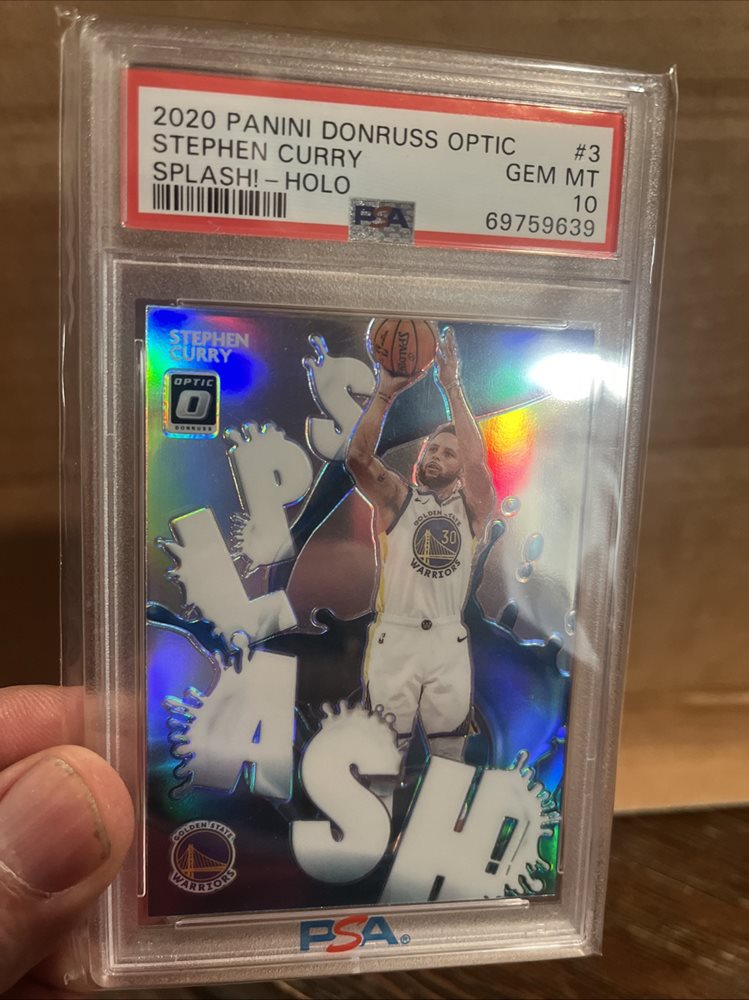 2020 PANINI DONRUSS OPTIC #3
STEPHEN CURRY GEM MT
SPLASH! – HOLO 10
PSA 69759639
STEPHEN
CURRY
OPTIC
O
DONRUSS
SPALDING
SPLASH!
GOLDEN STATE
30
WARRIORS
GOLDEN STATE
WARRIORS
PSA®